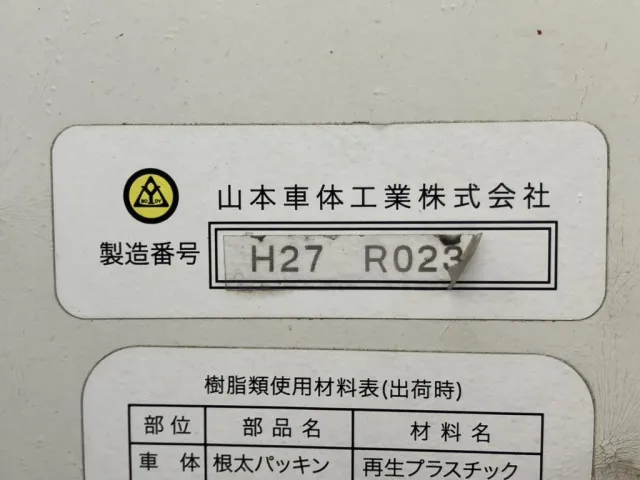 山本車体工業株式会社
製造番号 H27 R023
樹脂類使用材料表(出荷時)
部位 部品名 材料名
車体 根太パッキン 再生プラスチック